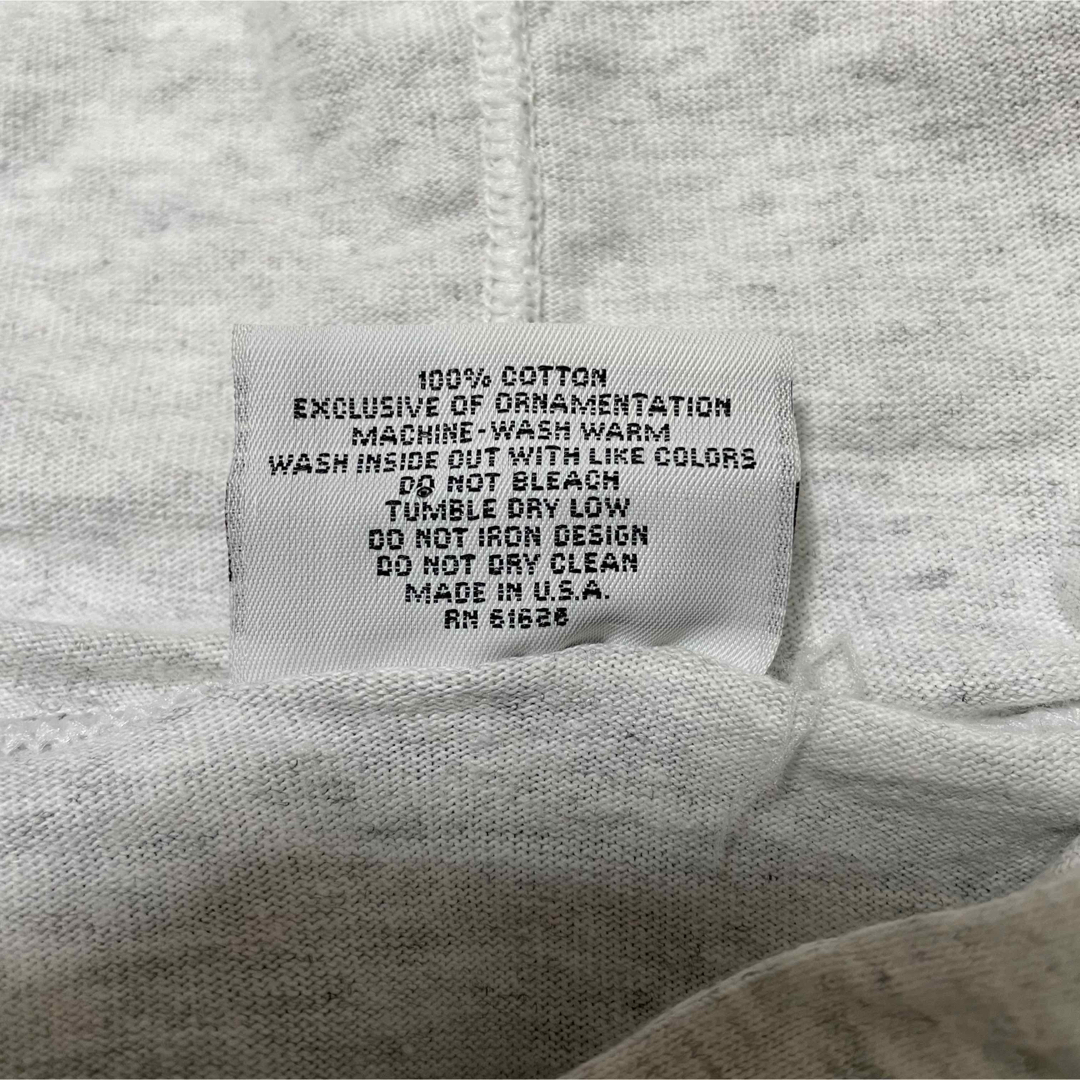 100% COTTON
EXCLUSIVE OF ORNAMENTATION
MACHINE-WASH WARM
WASH INSIDE OUT WITH LIKE COLORS
DO NOT BLEACH
TUMBLE DRY LOW
DO NOT IRON DESIGN
DO NOT DRY CLEAN
MADE IN U.S.A.
RN 61626